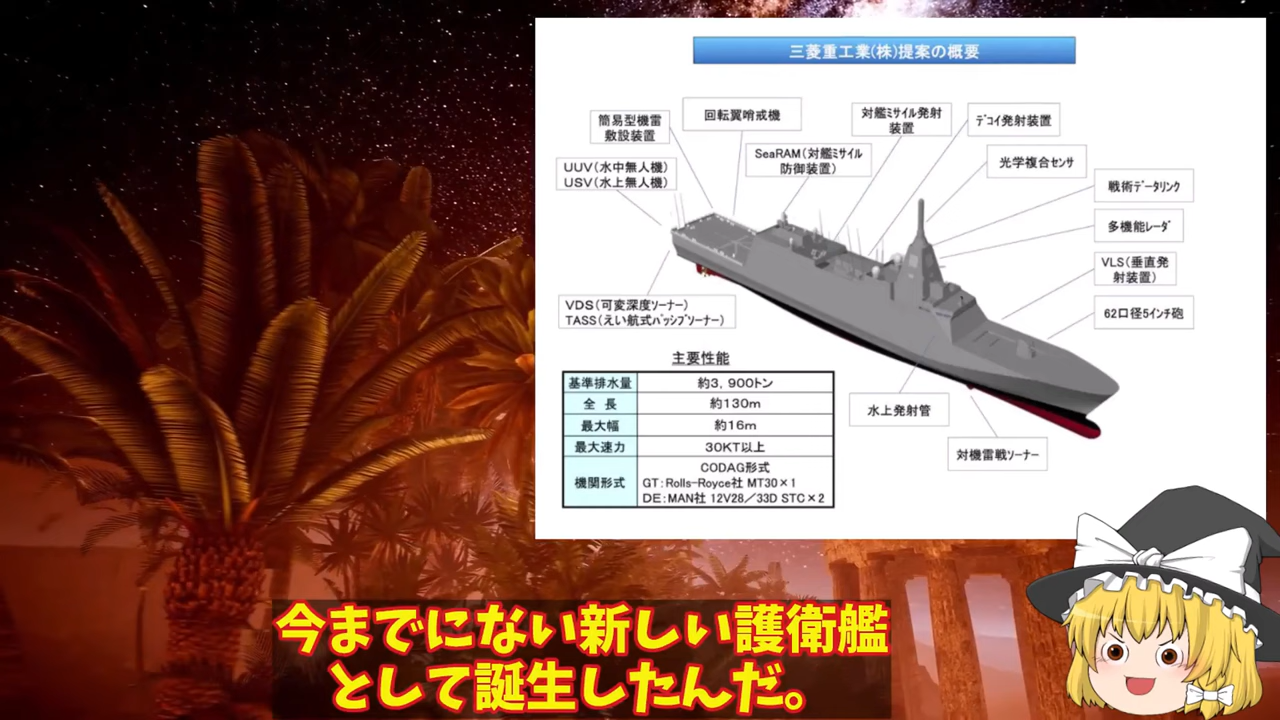 三菱重工業(株)提案の概要
簡易型機雷
敷設装置
回転翼哨戒機
対艦ミサイル発射
装置
デコイ発射装置
UUV(水中無人機)
USV(水上無人機)
SeaRAM(対艦ミサイル
防御装置)
光学複合センサ
戦術データリンク
多機能レーダ
VLS(垂直発
射装置)
62口径5インチ砲
VDS(可変深度ソーナー)
TASS(えい航式パッシブソーナー)
水上発射管
対機雷戦ソーナー
主要性能
基準排水量 約3,900トン
全長 約130m
最大幅 約16m
最大速力 30KT以上
機関形式 CODAG形式
GT:Rolls-Royce社 MT30×1
DE:MAN社 12V28/33D STC×2
今までにない新しい護衛艦
として誕生したんだ。